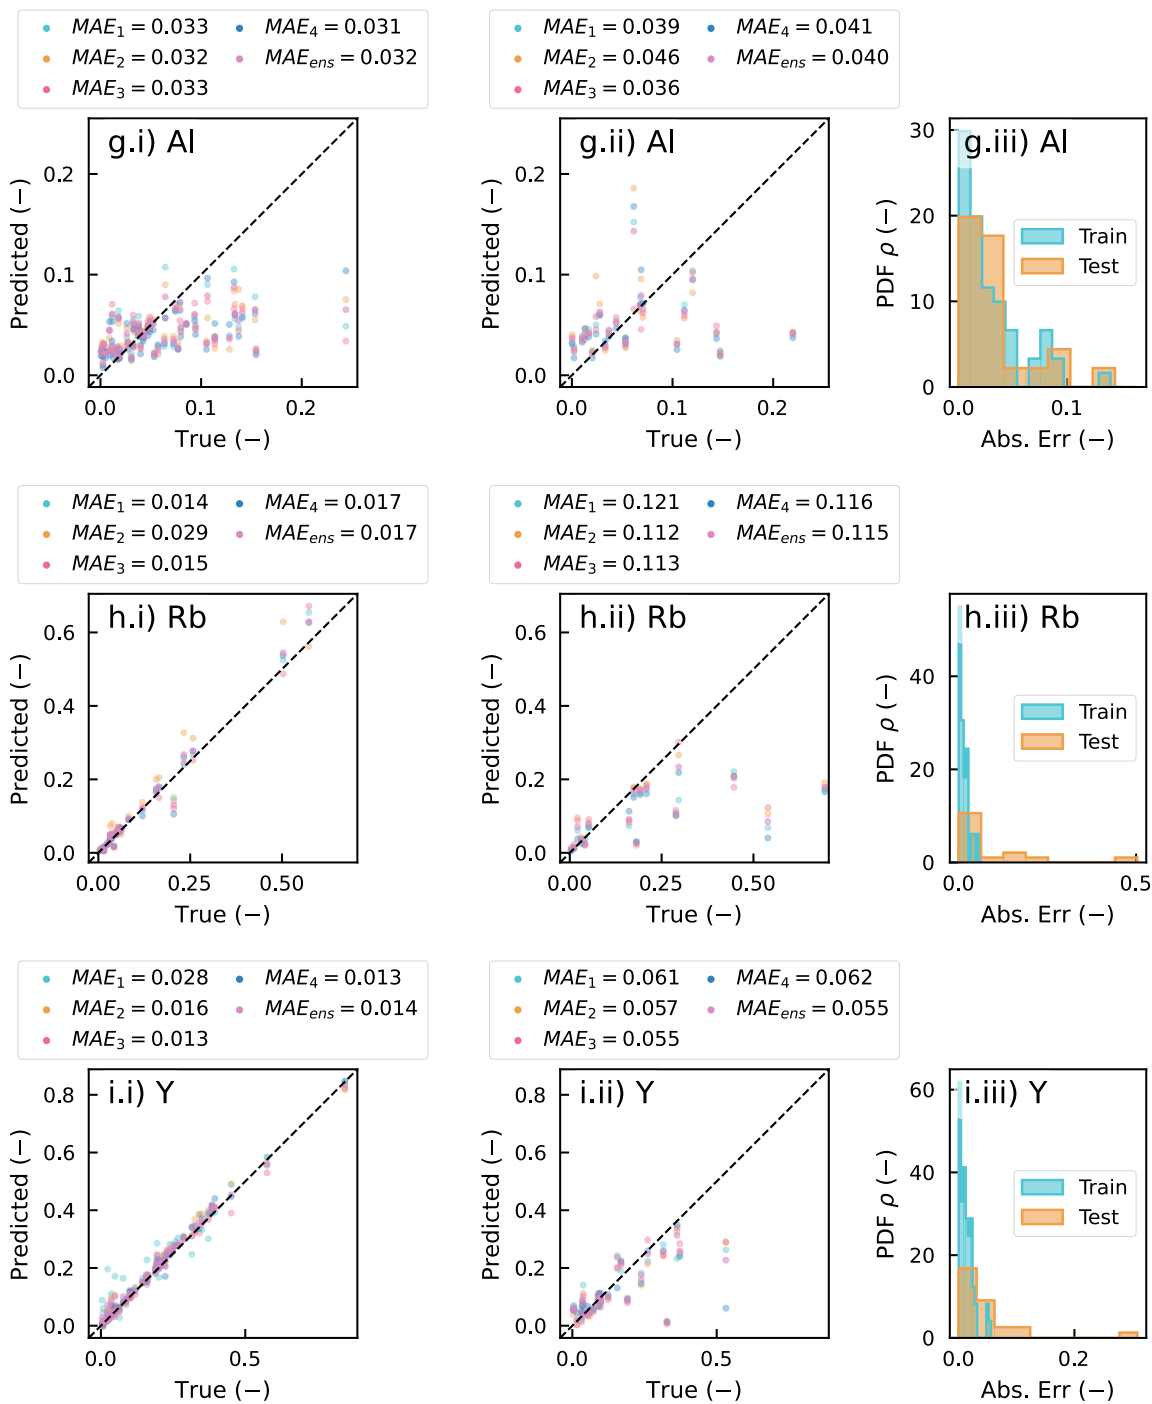 MAE1 = 0.033 MAE4 = 0.031
MAE2 = 0.032 MAEens = 0.032
MAE3 = 0.033
g.i) Al
Predicted (−)
0.2
0.1
0.0
0.0 0.1 0.2
True (−)
MAE1 = 0.039 MAE4 = 0.041
MAE2 = 0.046 MAEens = 0.040
MAE3 = 0.036
g.ii) Al
Predicted (−)
0.2
0.1
0.0
0.0 0.1 0.2
True (−)
g.iii) Al
PDF ρ (−)
30
20
10
0
Train
Test
0.0 0.1
Abs. Err (−)
MAE1 = 0.014 MAE4 = 0.017
MAE2 = 0.029 MAEens = 0.017
MAE3 = 0.015
h.i) Rb
Predicted (−)
0.6
0.4
0.2
0.0
0.00 0.25 0.50
True (−)
MAE1 = 0.121 MAE4 = 0.116
MAE2 = 0.112 MAEens = 0.115
MAE3 = 0.113
h.ii) Rb
Predicted (−)
0.6
0.4
0.2
0.0
0.00 0.25 0.50
True (−)
h.iii) Rb
PDF ρ (−)
40
20
0
Train
Test
0.0 0.5
Abs. Err (−)
MAE1 = 0.028 MAE4 = 0.013
MAE2 = 0.016 MAEens = 0.014
MAE3 = 0.013
i.i) Y
Predicted (−)
0.8
0.6
0.4
0.2
0.0
0.0 0.5
True (−)
MAE1 = 0.061 MAE4 = 0.062
MAE2 = 0.057 MAEens = 0.055
MAE3 = 0.055
i.ii) Y
Predicted (−)
0.8
0.6
0.4
0.2
0.0
0.0 0.5
True (−)
i.iii) Y
PDF ρ (−)
60
40
20
0
Train
Test
0.0 0.2
Abs. Err (−)